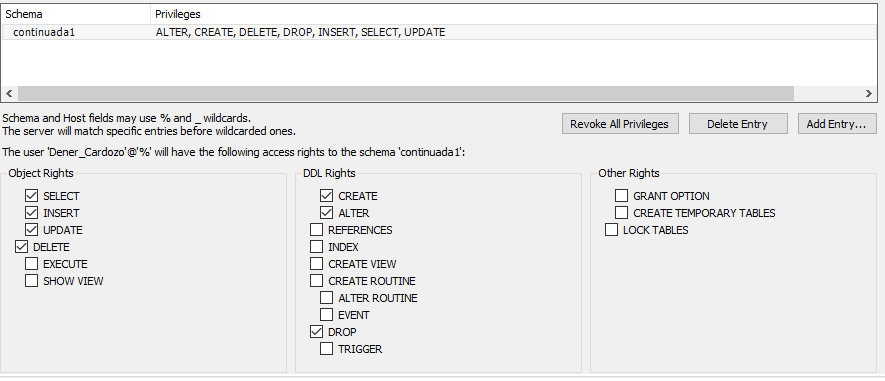 Schema Privileges
continuada1 ALTER, CREATE, DELETE, DROP, INSERT, SELECT, UPDATE
Schema and Host fields may use % and _ wildcards.
The server will match specific entries before wildcarded ones.
Revoke All Privileges Delete Entry Add Entry...
The user 'Dener_Cardozo'@'%' will have the following access rights to the schema 'continuada1':
Object Rights
SELECT
INSERT
UPDATE
DELETE
EXECUTE
SHOW VIEW
DDL Rights
CREATE
ALTER
REFERENCES
INDEX
CREATE VIEW
CREATE ROUTINE
ALTER ROUTINE
EVENT
DROP
TRIGGER
Other Rights
GRANT OPTION
CREATE TEMPORARY TABLES
LOCK TABLES